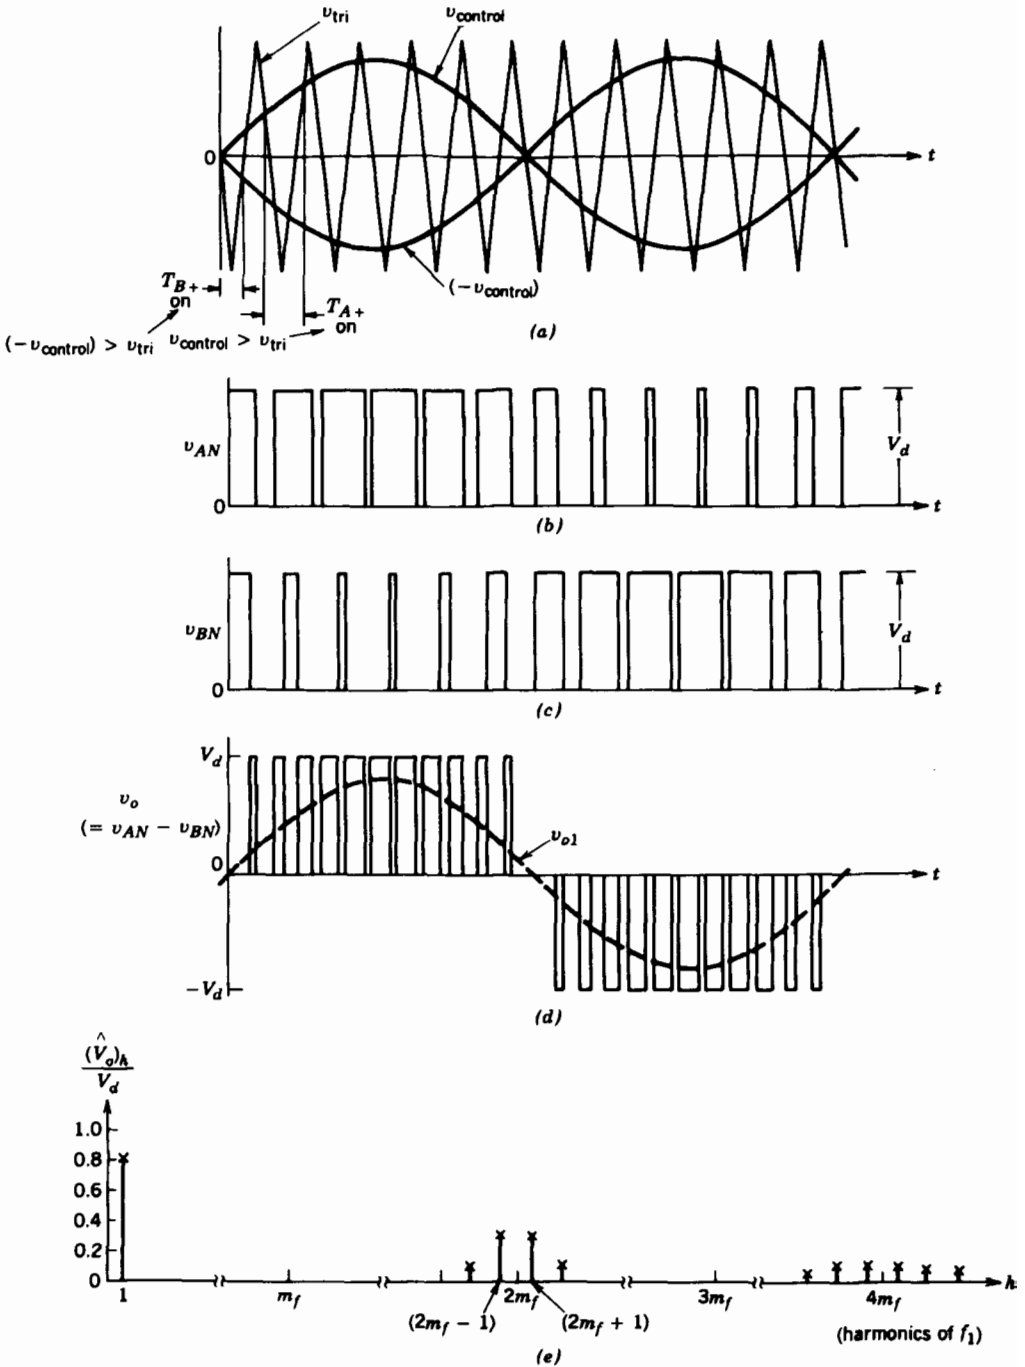 v_tri
v_control
0
t
(-v_control)
T_B+
on
T_A+
on
(-v_control) > v_tri
v_control > v_tri
(a)
v_AN
V_d
0
t
(b)
v_BN
V_d
0
t
(c)
V_d
v_o
(= v_AN - v_BN)
v_o1
0
t
-V_d
(d)
(V̂_o)_h
V_d
1.0
0.8
0.6
0.4
0.2
0
1
m_f
2m_f
3m_f
4m_f
h
(2m_f - 1)
(2m_f + 1)
(harmonics of f_1)
(e)